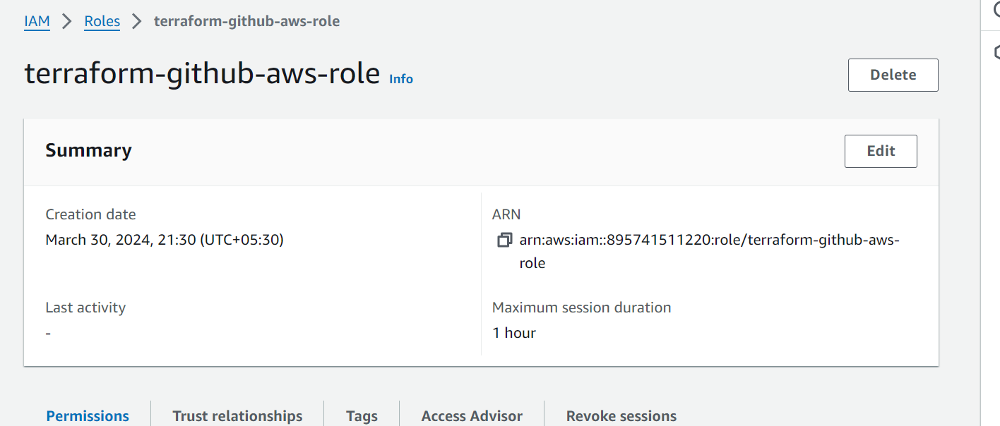 IAM > Roles > terraform-github-aws-role
terraform-github-aws-role Info
Delete
Summary
Edit
Creation date
March 30, 2024, 21:30 (UTC+05:30)
ARN
arn:aws:iam::895741511220:role/terraform-github-aws-
role
Last activity
-
Maximum session duration
1 hour
Permissions
Trust relationships
Tags
Access Advisor
Revoke sessions